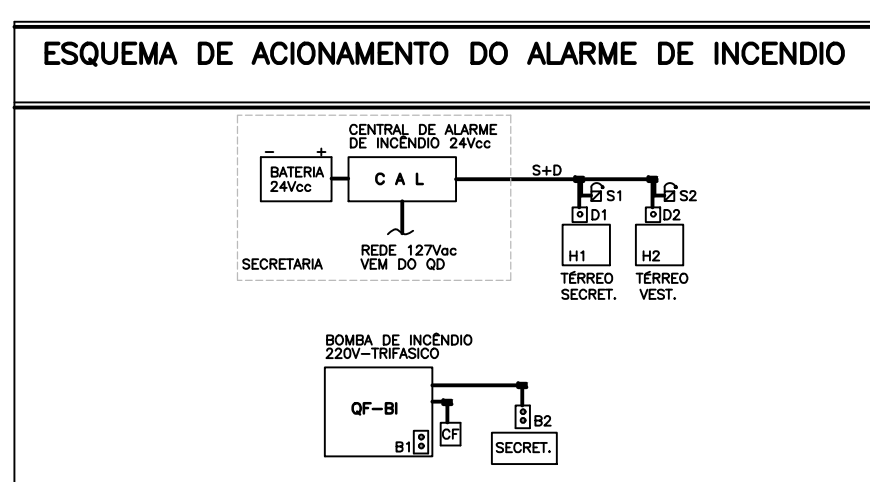 ESQUEMA DE ACIONAMENTO DO ALARME DE INCENDIO
CENTRAL DE ALARME
DE INCÊNDIO 24Vcc
- +
BATERIA
24Vcc
C A L
S+D
S1
S2
D1
D2
H1
H2
REDE 127Vac
VEM DO QD
SECRETARIA
TÉRREO
SECRET.
TÉRREO
VEST.
BOMBA DE INCÊNDIO
220V-TRIFASICO
QF-BI
B1
CF
B2
SECRET.